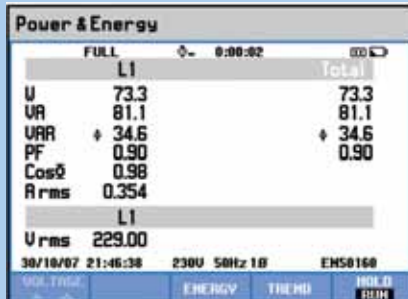 Power & Energy
FULL 0:00:02
L1 Total
W 73.3 73.3
VA 81.1 81.1
VAR 34.6 34.6
PF 0.90 0.90
CosΦ 0.98
A rms 0.354
L1
V rms 229.00
30/10/07 21:46:38 230V 50Hz 1Ø EN50160
VOLTAGE ENERGY TREND HOLD
RUN